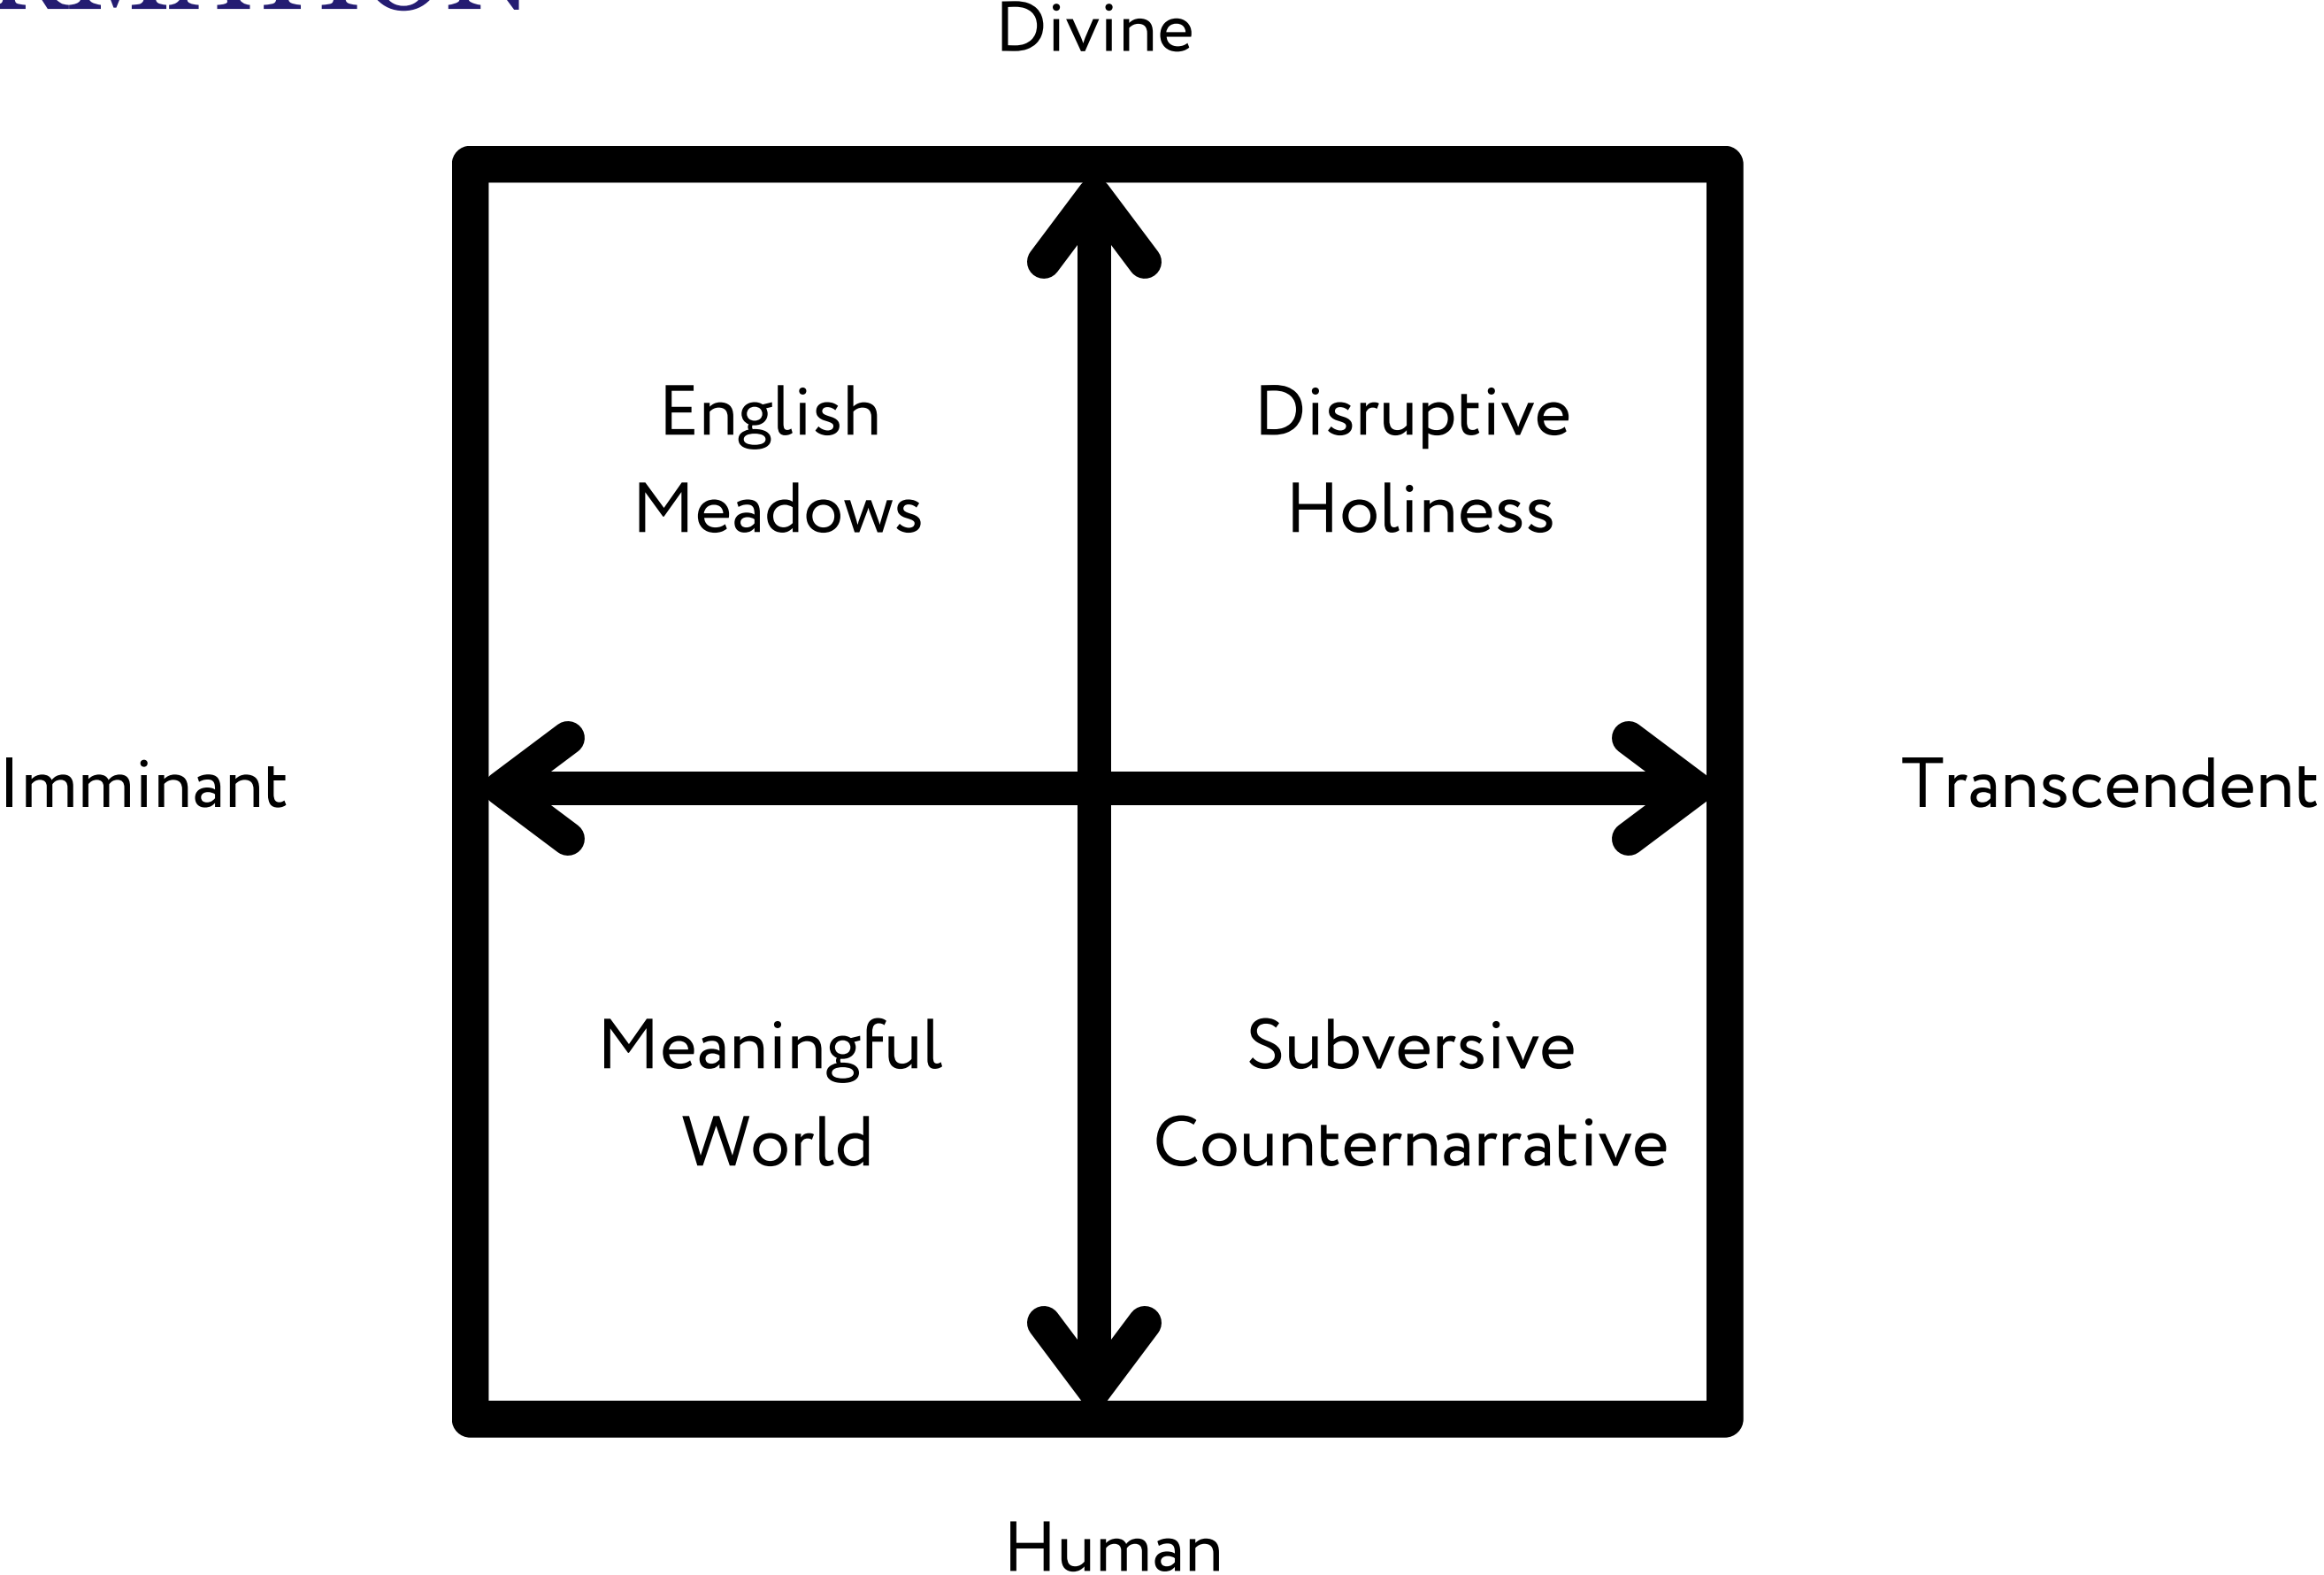 Divine
English
Meadows
Disruptive
Holiness
Imminant
Transcendent
Meaningful
World
Subversive
Counternarrative
Human